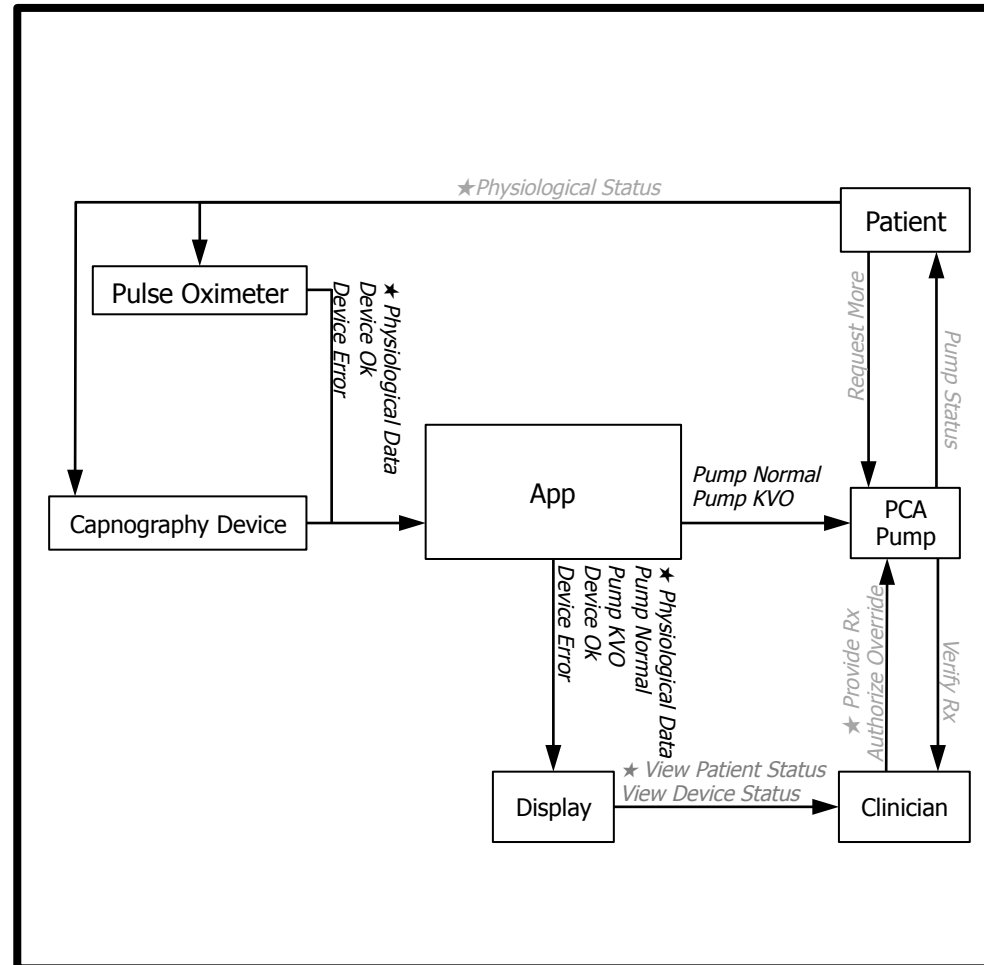 ★Physiological Status
Patient
Pulse Oximeter
★ Physiological Data
Device Ok
Device Error
Request More
Pump Status
App
Pump Normal
Pump KVO
Capnography Device
PCA
Pump
★ Physiological Data
Pump Normal
Pump KVO
Device Ok
Device Error
★ Provide Rx
Authorize Override
Verify Rx
★ View Patient Status
View Device Status
Display
Clinician